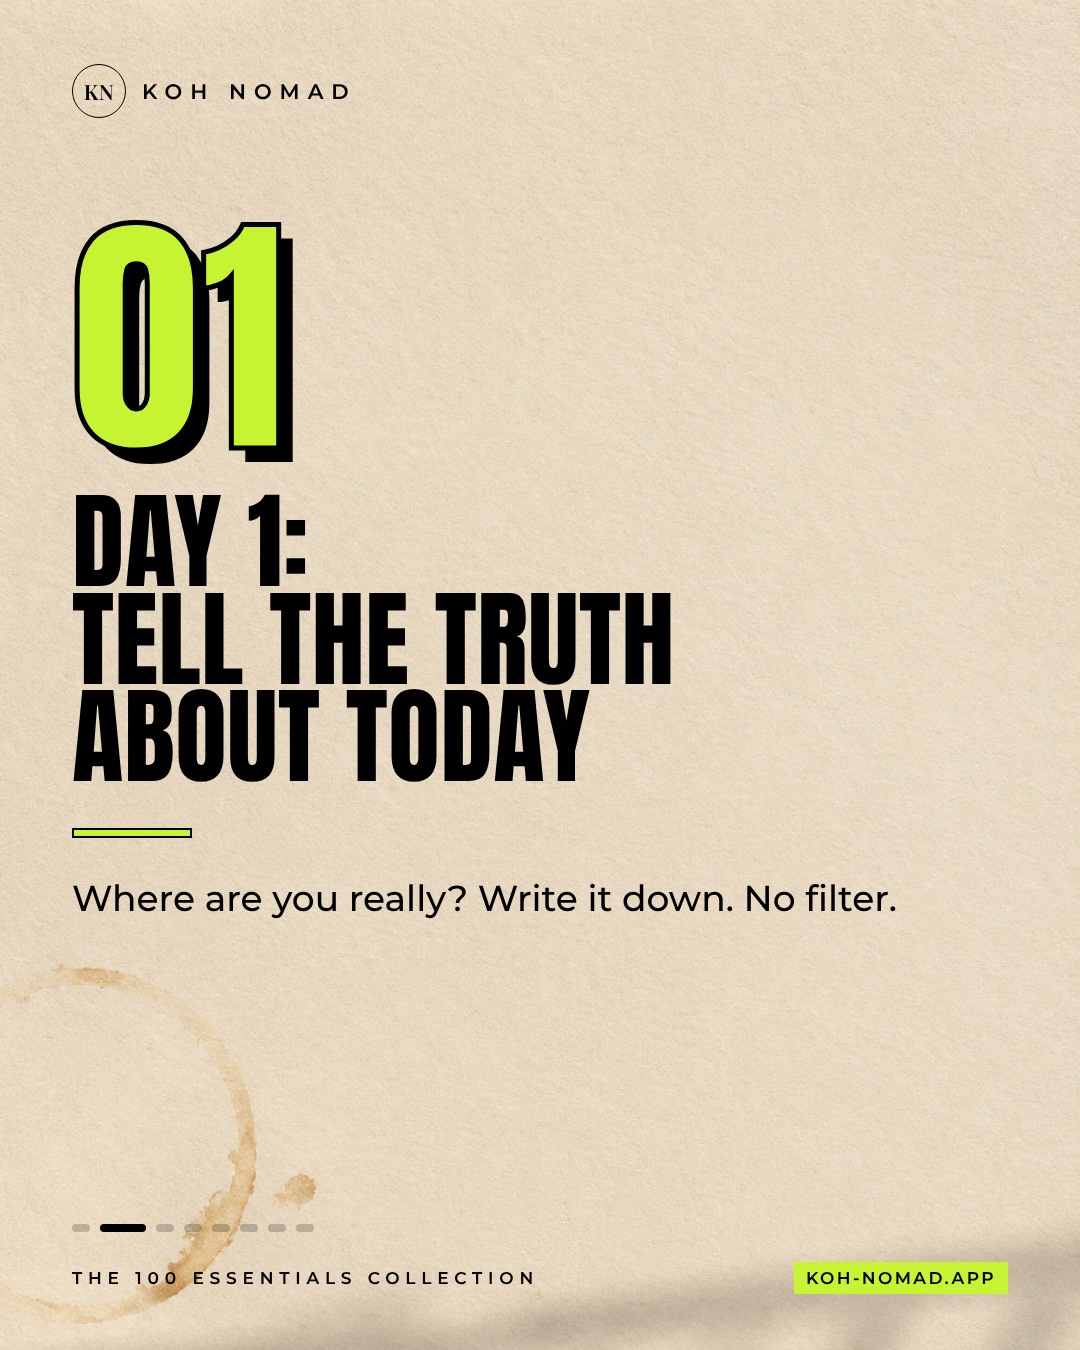 KN KOH NOMAD
01
DAY 1:
TELL THE TRUTH
ABOUT TODAY
Where are you really? Write it down. No filter.
THE 100 ESSENTIALS COLLECTION
KOH-NOMAD.APP